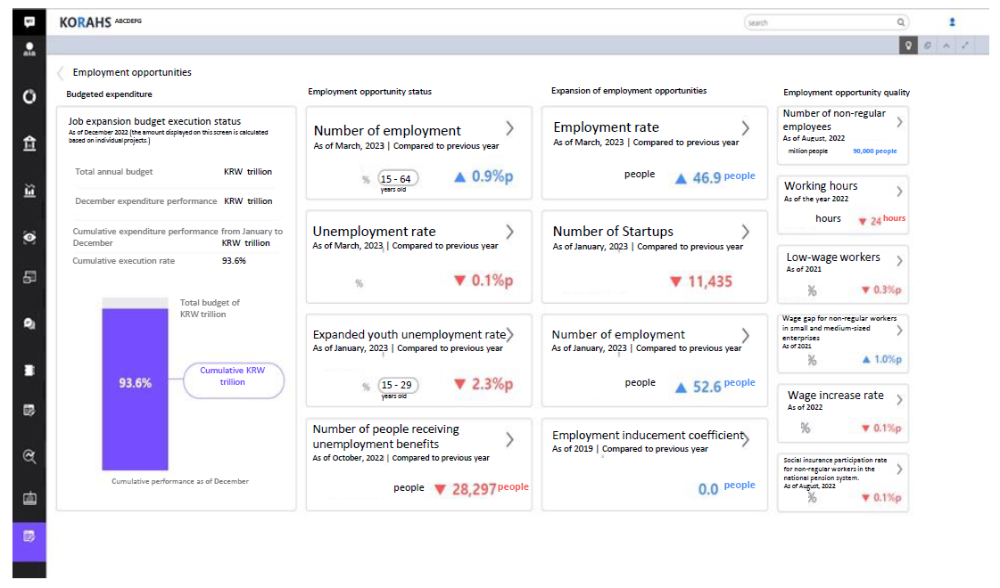 KORAHS ABCDEFG
search
Employment opportunities
Budgeted expenditure
Job expansion budget execution status
As of December 2022 (the amount displayed on this screen is calculated
based on individual projects.)
Total annual budget KRW trillion
December expenditure performance KRW trillion
Cumulative expenditure performance from January to
December KRW trillion
Cumulative execution rate 93.6%
Total budget of
KRW trillion
93.6%
Cumulative KRW
trillion
Cumulative performance as of December
Employment opportunity status
Number of employment
As of March, 2023 | Compared to previous year
% 15 - 64 ▲ 0.9%p
years old
Unemployment rate
As of March, 2023 | Compared to previous year
% ▼ 0.1%p
Expanded youth unemployment rate
As of January, 2023 | Compared to previous year
% 15 - 29 ▼ 2.3%p
years old
Number of people receiving
unemployment benefits
As of October, 2022 | Compared to previous year
people ▼ 28,297 people
Expansion of employment opportunities
Employment rate
As of March, 2023 | Compared to previous year
people ▲ 46.9 people
Number of Startups
As of January, 2023 | Compared to previous year
▼ 11,435
Number of employment
As of January, 2023 | Compared to previous year
people ▲ 52.6 people
Employment inducement coefficient
As of 2019 | Compared to previous year
0.0 people
Employment opportunity quality
Number of non-regular
employees
As of August, 2022
million people 90,000 people
Working hours
As of the year 2022
hours ▼ 24 hours
Low-wage workers
As of 2021
% ▼ 0.3%p
Wage gap for non-regular workers
in small and medium-sized
enterprises
As of 2021
% ▲ 1.0%p
Wage increase rate
As of 2022
% ▼ 0.1%p
Social insurance participation rate
for non-regular workers in the
national pension system.
As of August, 2022
% ▼ 0.1%p